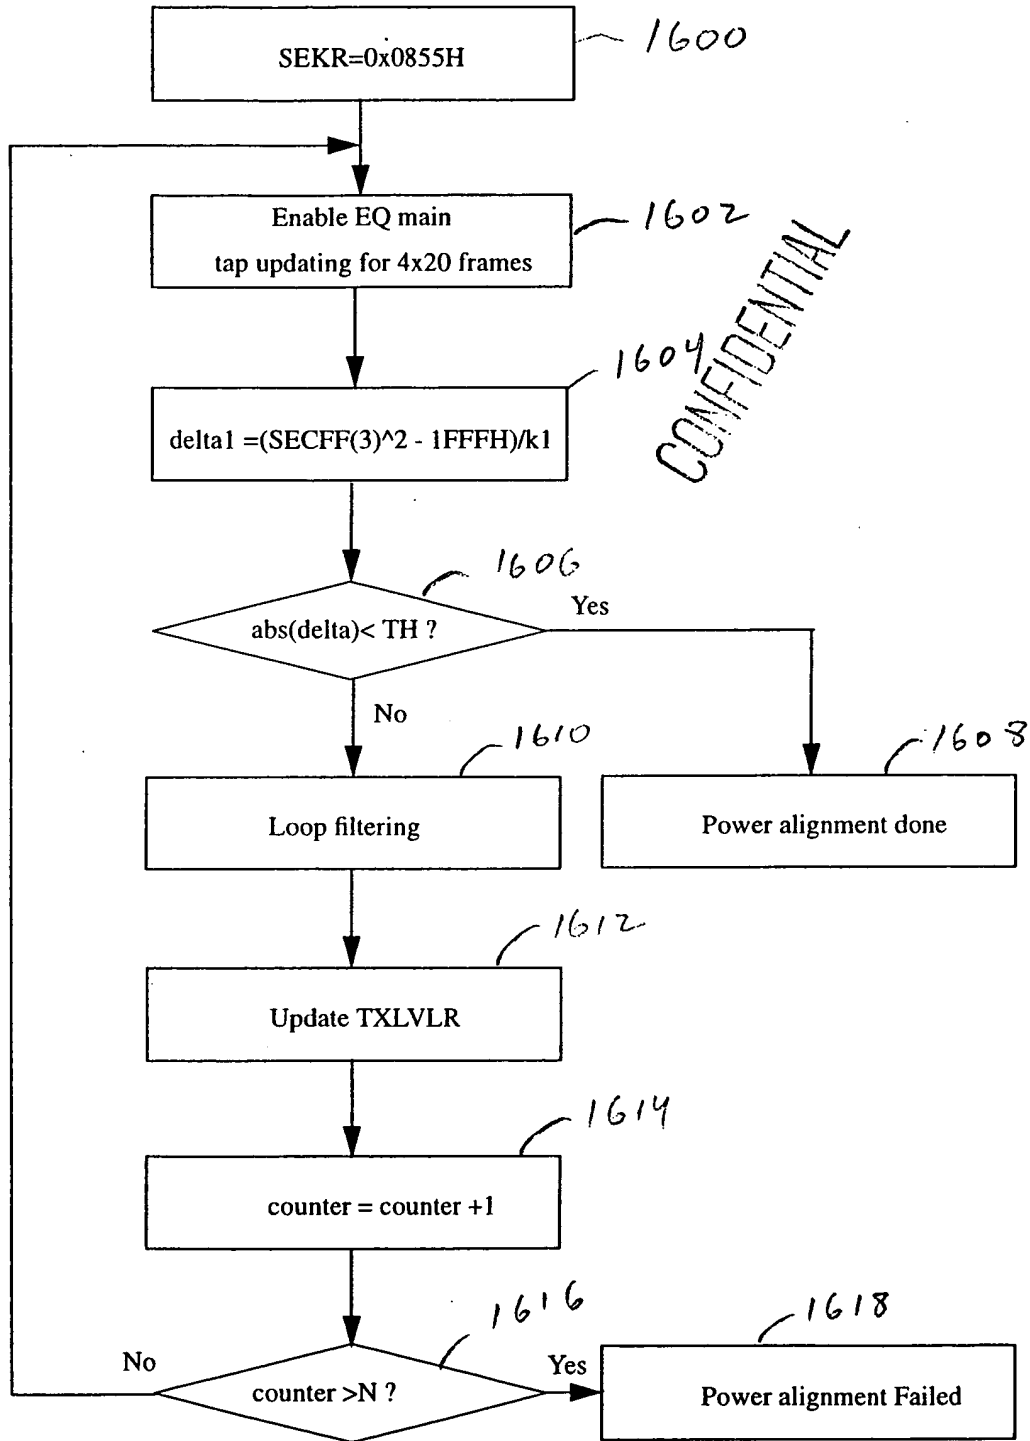 SEKR=0x0855H
1600
Enable EQ main
tap updating for 4x20 frames
1602
CONFIDENTIAL
1604
delta1 =(SECFF(3)^2 - 1FFFH)/k1
1606
abs(delta)< TH ?
Yes
No
1610
1608
Loop filtering
Power alignment done
1612
Update TXLVLR
1614
counter = counter +1
1616
1618
No
counter >N ?
Yes
Power alignment Failed